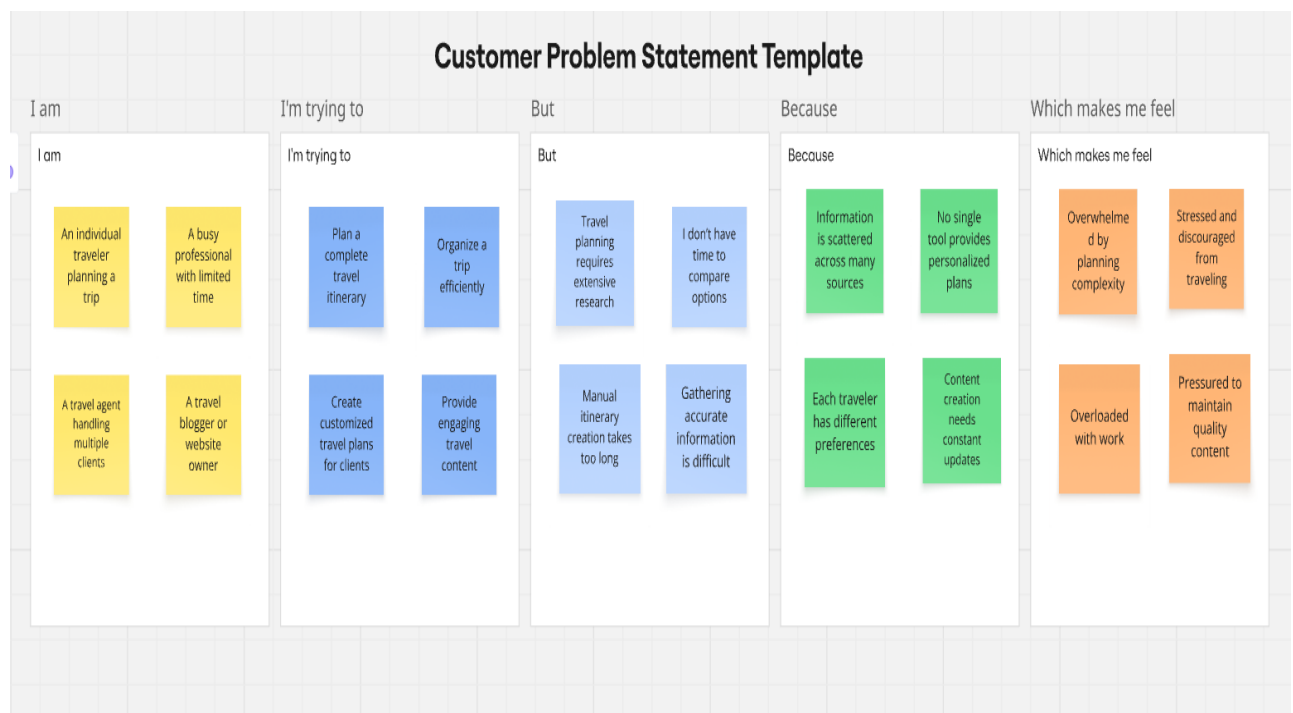 Customer Problem Statement Template
I am
I'm trying to
But
Because
Which makes me feel
I am
An individual
traveler
planning a
trip
A busy
professional
with limited
time
A travel agent
handling
multiple
clients
A travel
blogger or
website
owner
I'm trying to
Plan a
complete
travel
itinerary
Organize a
trip
efficiently
Create
customized
travel plans
for clients
Provide
engaging
travel
content
But
Travel
planning
requires
extensive
research
I don't have
time to
compare
options
Manual
itinerary
creation takes
too long
Gathering
accurate
information
is difficult
Because
Information
is scattered
across many
sources
No single
tool provides
personalized
plans
Each traveler
has different
preferences
Content
creation
needs
constant
updates
Which makes me feel
Overwhelme
d by
planning
complexity
Stressed and
discouraged
from
traveling
Overloaded
with work
Pressured to
maintain
quality
content